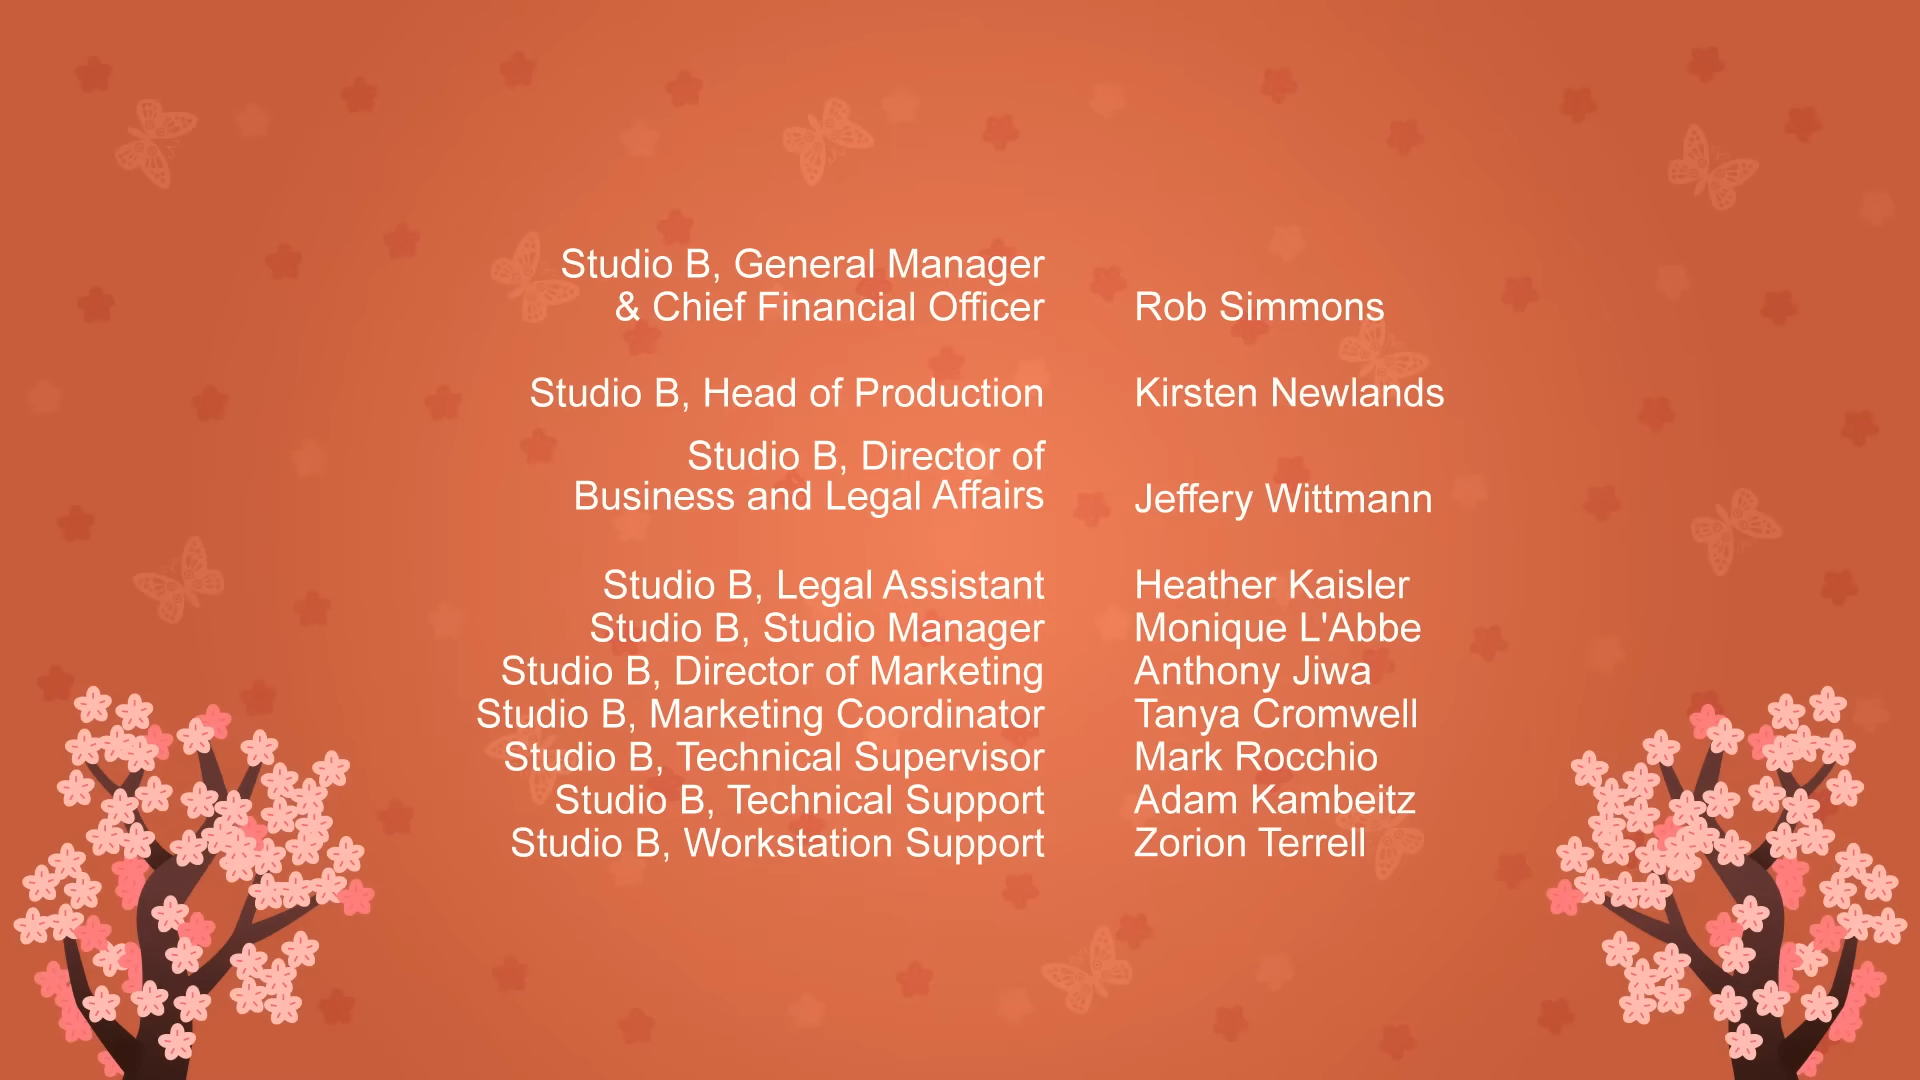 Studio B, General Manager
& Chief Financial Officer Rob Simmons
Studio B, Head of Production Kirsten Newlands
Studio B, Director of
Business and Legal Affairs Jeffery Wittmann
Studio B, Legal Assistant Heather Kaisler
Studio B, Studio Manager Monique L'Abbe
Studio B, Director of Marketing Anthony Jiwa
Studio B, Marketing Coordinator Tanya Cromwell
Studio B, Technical Supervisor Mark Rocchio
Studio B, Technical Support Adam Kambeitz
Studio B, Workstation Support Zorion Terrell